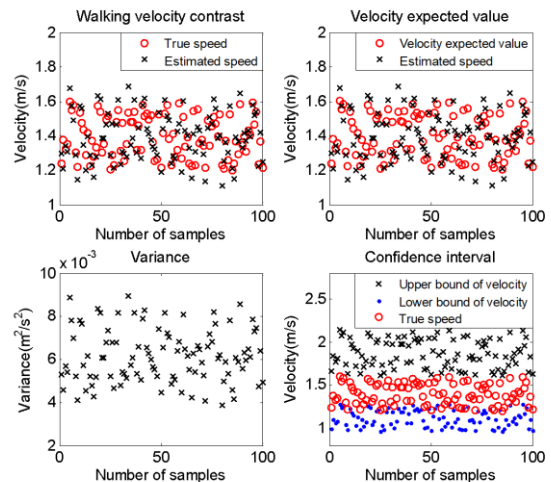 Walking velocity contrast
2
True speed
Estimated speed
1.8
1.6
1.4
1.2
1
Velocity(m/s)
0
50
100
Number of samples
Velocity expected value
2
Velocity expected value
Estimated speed
1.8
1.6
1.4
1.2
1
Velocity(m/s)
0
50
100
Number of samples
Variance
x 10^-3
10
8
6
4
2
Variance(m²/s²)
0
50
100
Number of samples
Confidence interval
Upper bound of velocity
Lower bound of velocity
True speed
2.5
2
1.5
1
Velocity(m/s)
0
50
100
Number of samples